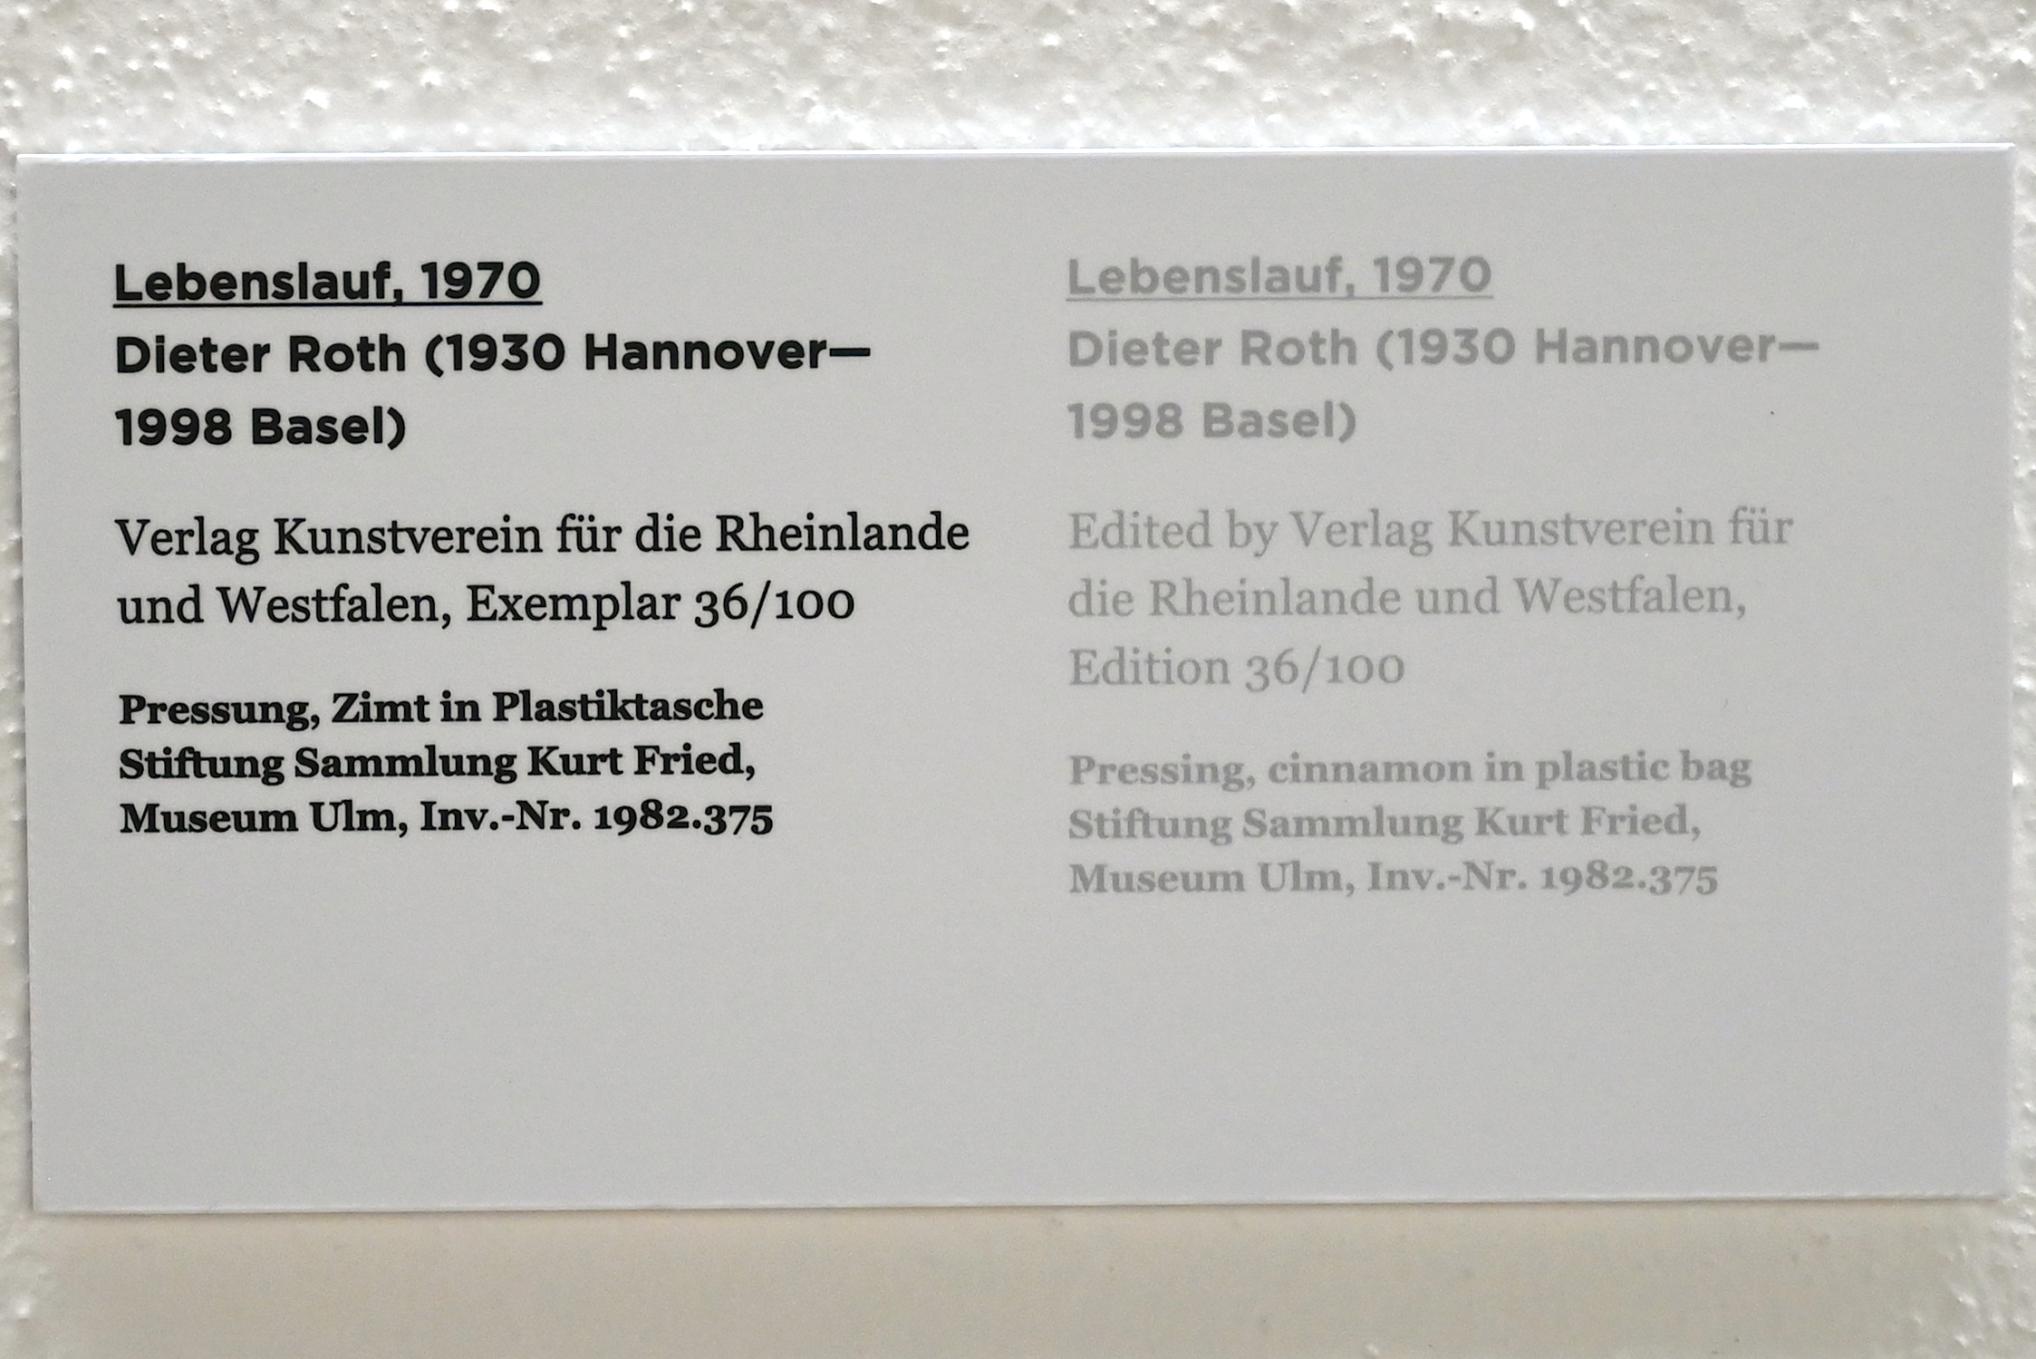 Lebenslauf, 1970
Dieter Roth (1930 Hannover—
1998 Basel)
Verlag Kunstverein für die Rheinlande
und Westfalen, Exemplar 36/100
Pressung, Zimt in Plastiktasche
Stiftung Sammlung Kurt Fried,
Museum Ulm, Inv.-Nr. 1982.375
Lebenslauf, 1970
Dieter Roth (1930 Hannover—
1998 Basel)
Edited by Verlag Kunstverein für
die Rheinlande und Westfalen,
Edition 36/100
Pressing, cinnamon in plastic bag
Stiftung Sammlung Kurt Fried,
Museum Ulm, Inv.-Nr. 1982.375